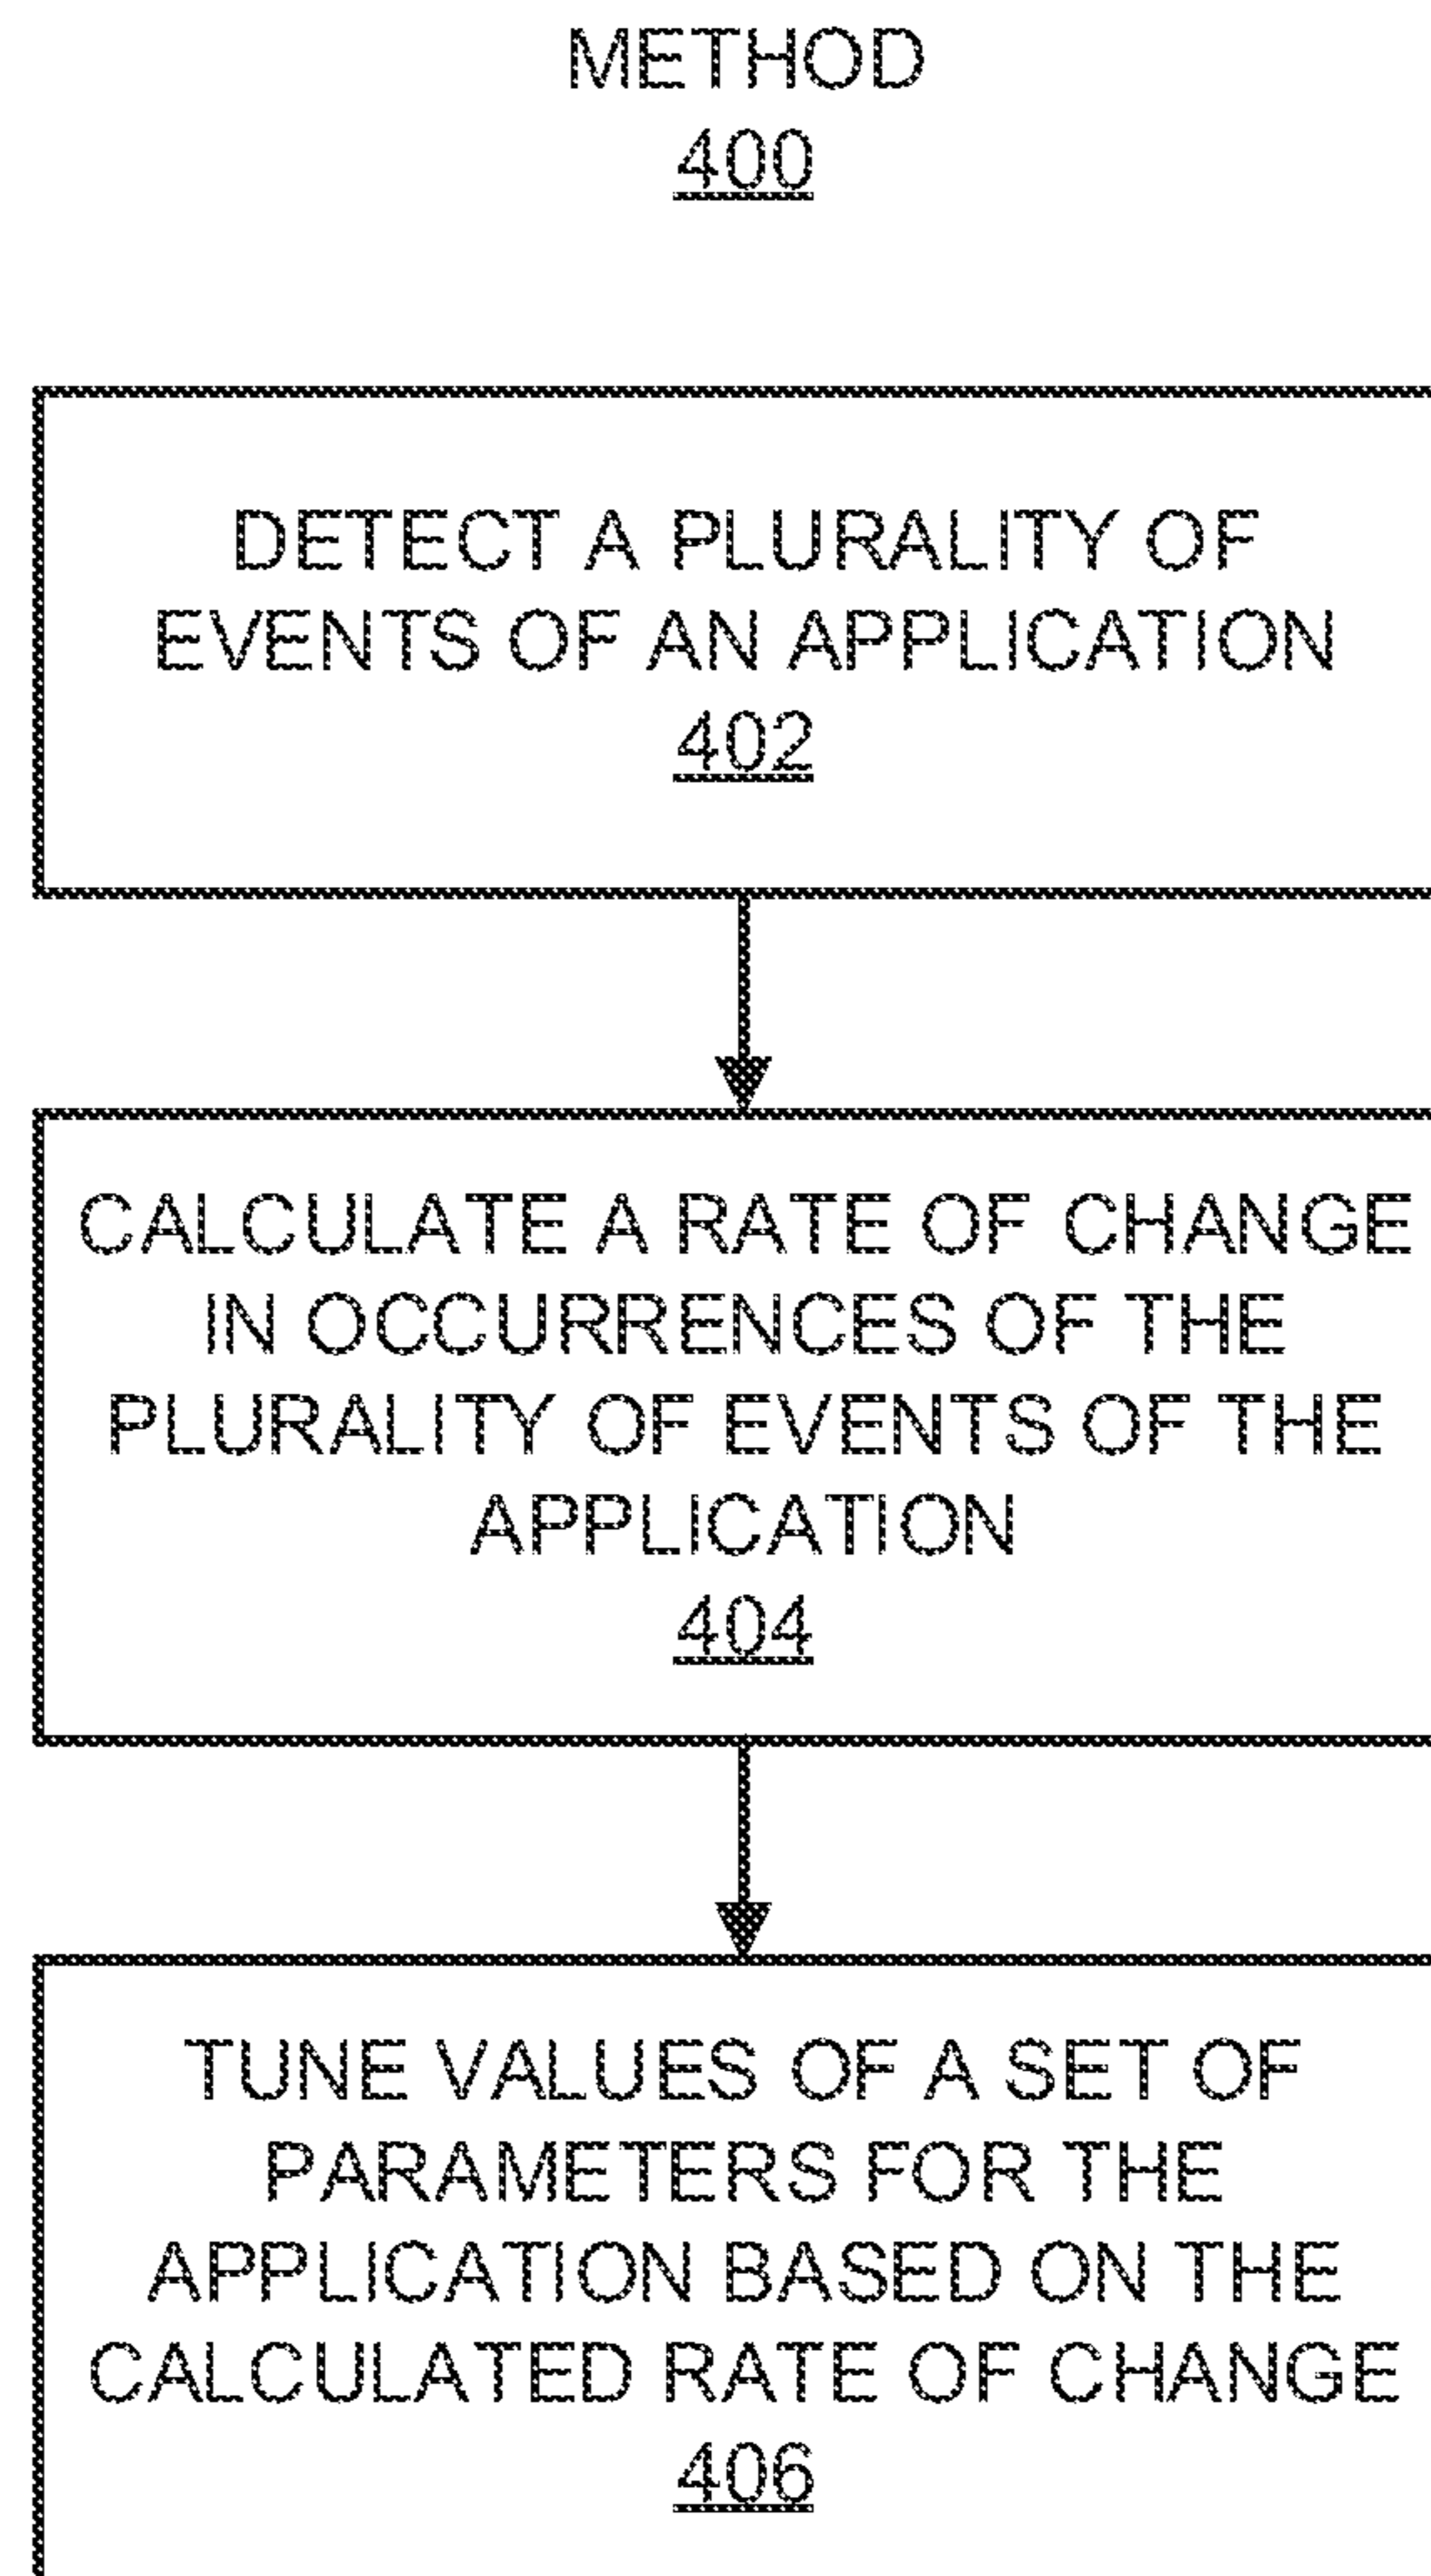 METHOD
400
DETECT A PLURALITY OF
EVENTS OF AN APPLICATION
402
CALCULATE A RATE OF CHANGE
IN OCCURRENCES OF THE
PLURALITY OF EVENTS OF THE
APPLICATION
404
TUNE VALUES OF A SET OF
PARAMETERS FOR THE
APPLICATION BASED ON THE
CALCULATED RATE OF CHANGE
406